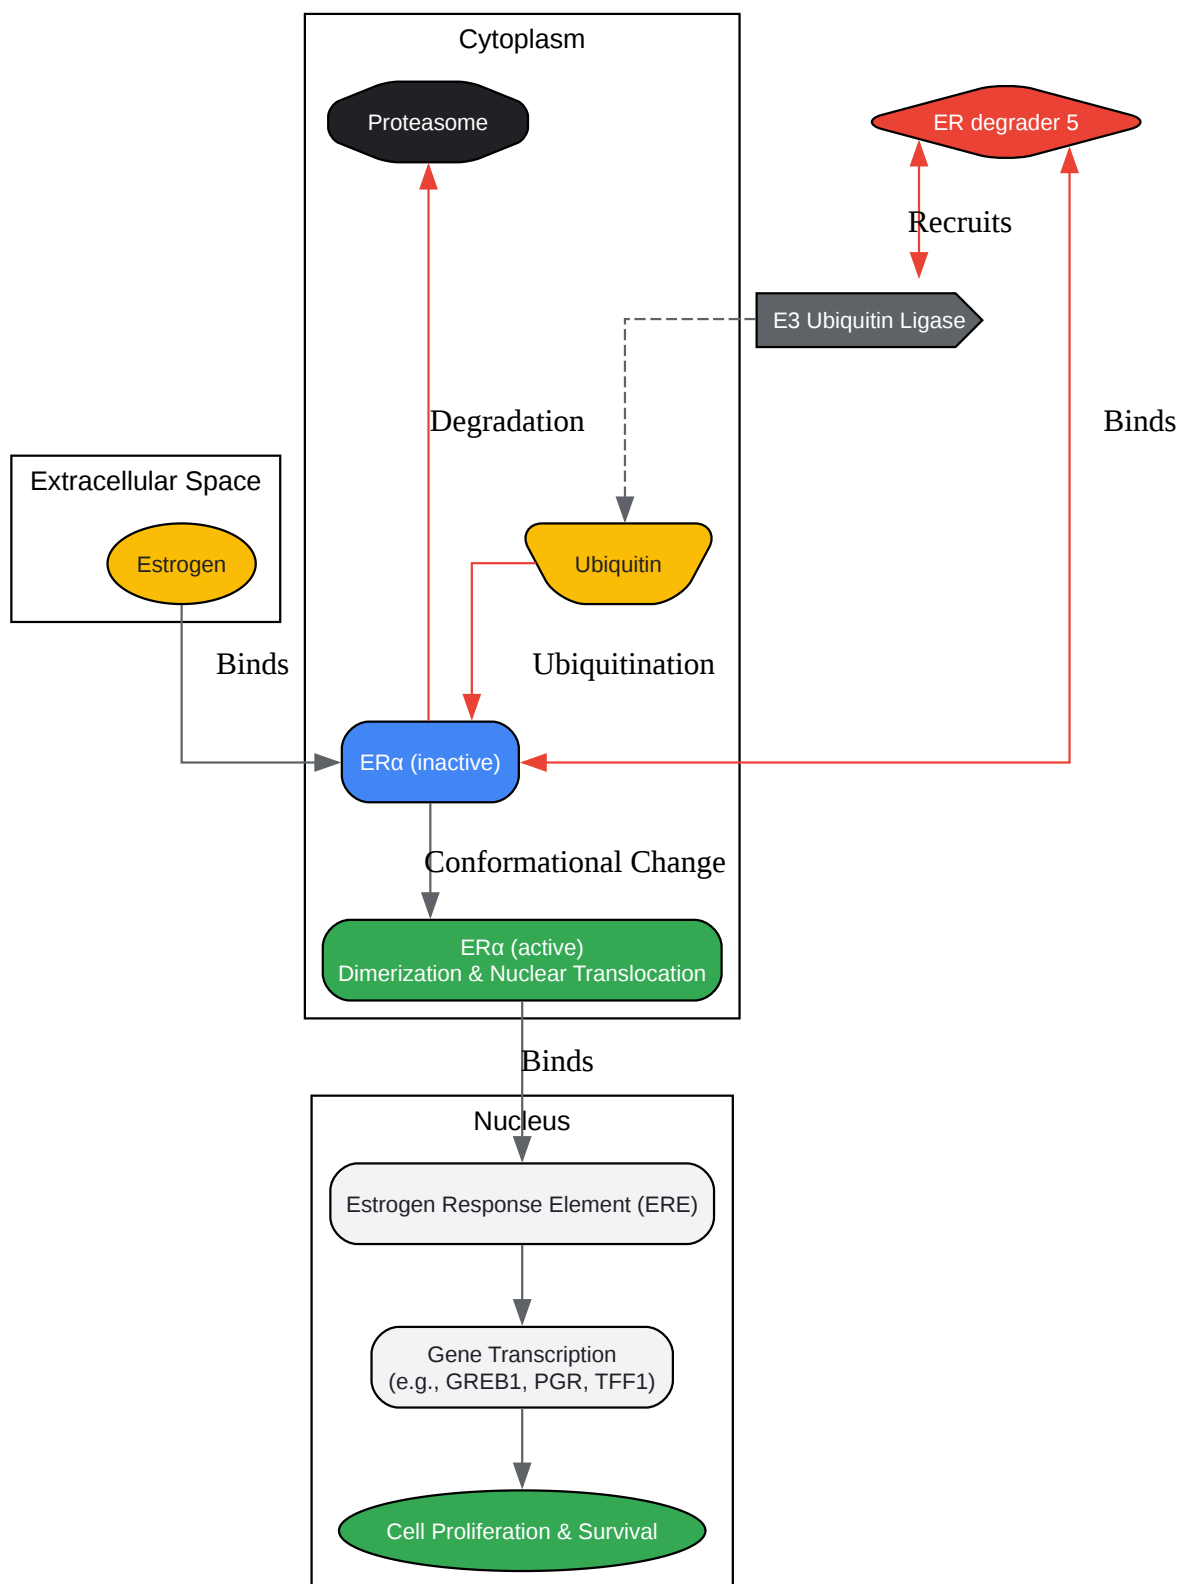 Cytoplasm
Proteasome
ER degrader 5
Recruits
E3 Ubiquitin Ligase
Degradation
Binds
Extracellular Space
Estrogen
Ubiquitin
Binds
Ubiquitination
ERα (inactive)
Conformational Change
ERα (active)
Dimerization & Nuclear Translocation
Binds
Nucleus
Estrogen Response Element (ERE)
Gene Transcription
(e.g., GREB1, PGR, TFF1)
Cell Proliferation & Survival